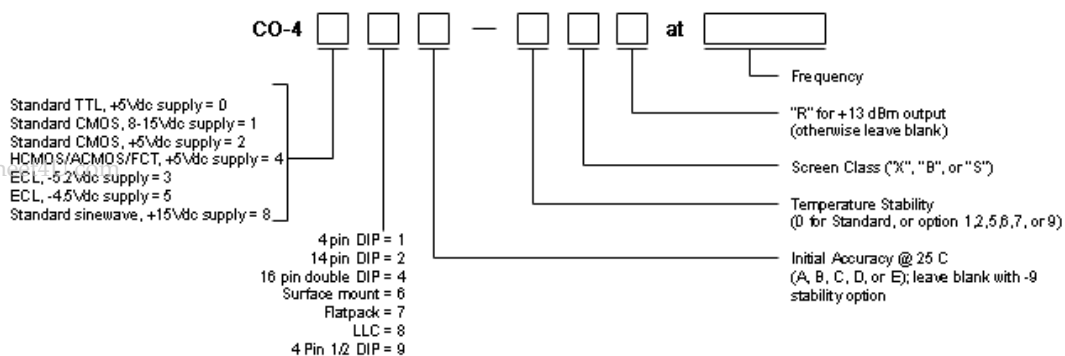 CO-4 — at
Frequency
"R" for +13 dBm output
(otherwise leave blank)
Screen Class ("X", "B", or "S")
Temperature Stability
(0 for Standard, or option 1,2,5,6,7, or 9)
Initial Accuracy @ 25 C
(A, B, C, D, or E); leave blank with -9
stability option
Standard TTL, +5Vdc supply = 0
Standard CMOS, 8-15Vdc supply = 1
Standard CMOS, +5Vdc supply = 2
HCMOS/ACMOS/FCT, +5Vdc supply = 4
ECL, -5.2Vdc supply = 3
ECL, -4.5Vdc supply = 5
Standard sinewave, +15Vdc supply = 8
4 pin DIP = 1
14 pin DIP = 2
16 pin double DIP = 4
Surface mount = 6
Flatpack = 7
LLC = 8
4 Pin 1/2 DIP = 9